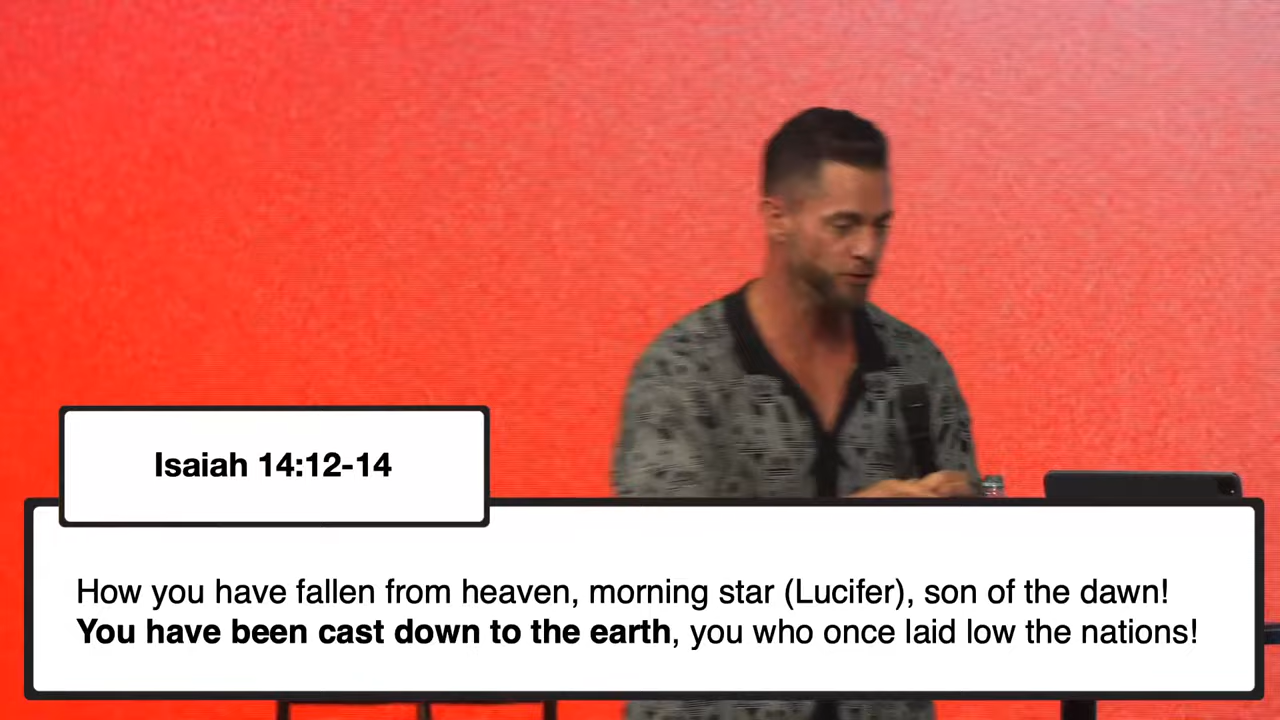 Isaiah 14:12-14
How you have fallen from heaven, morning star (Lucifer), son of the dawn!
You have been cast down to the earth, you who once laid low the nations!